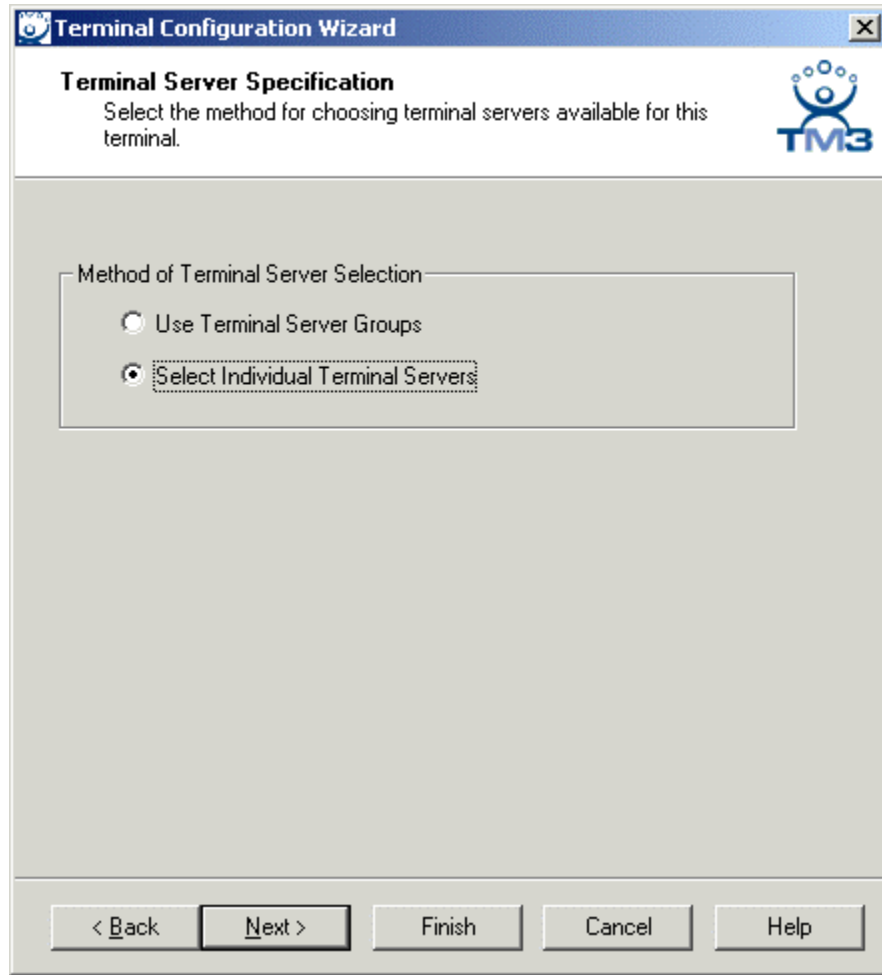 Terminal Configuration Wizard
Terminal Server Specification
Select the method for choosing terminal servers available for this
terminal.
TM3
Method of Terminal Server Selection
Use Terminal Server Groups
Select Individual Terminal Servers
< Back
Next >
Finish
Cancel
Help